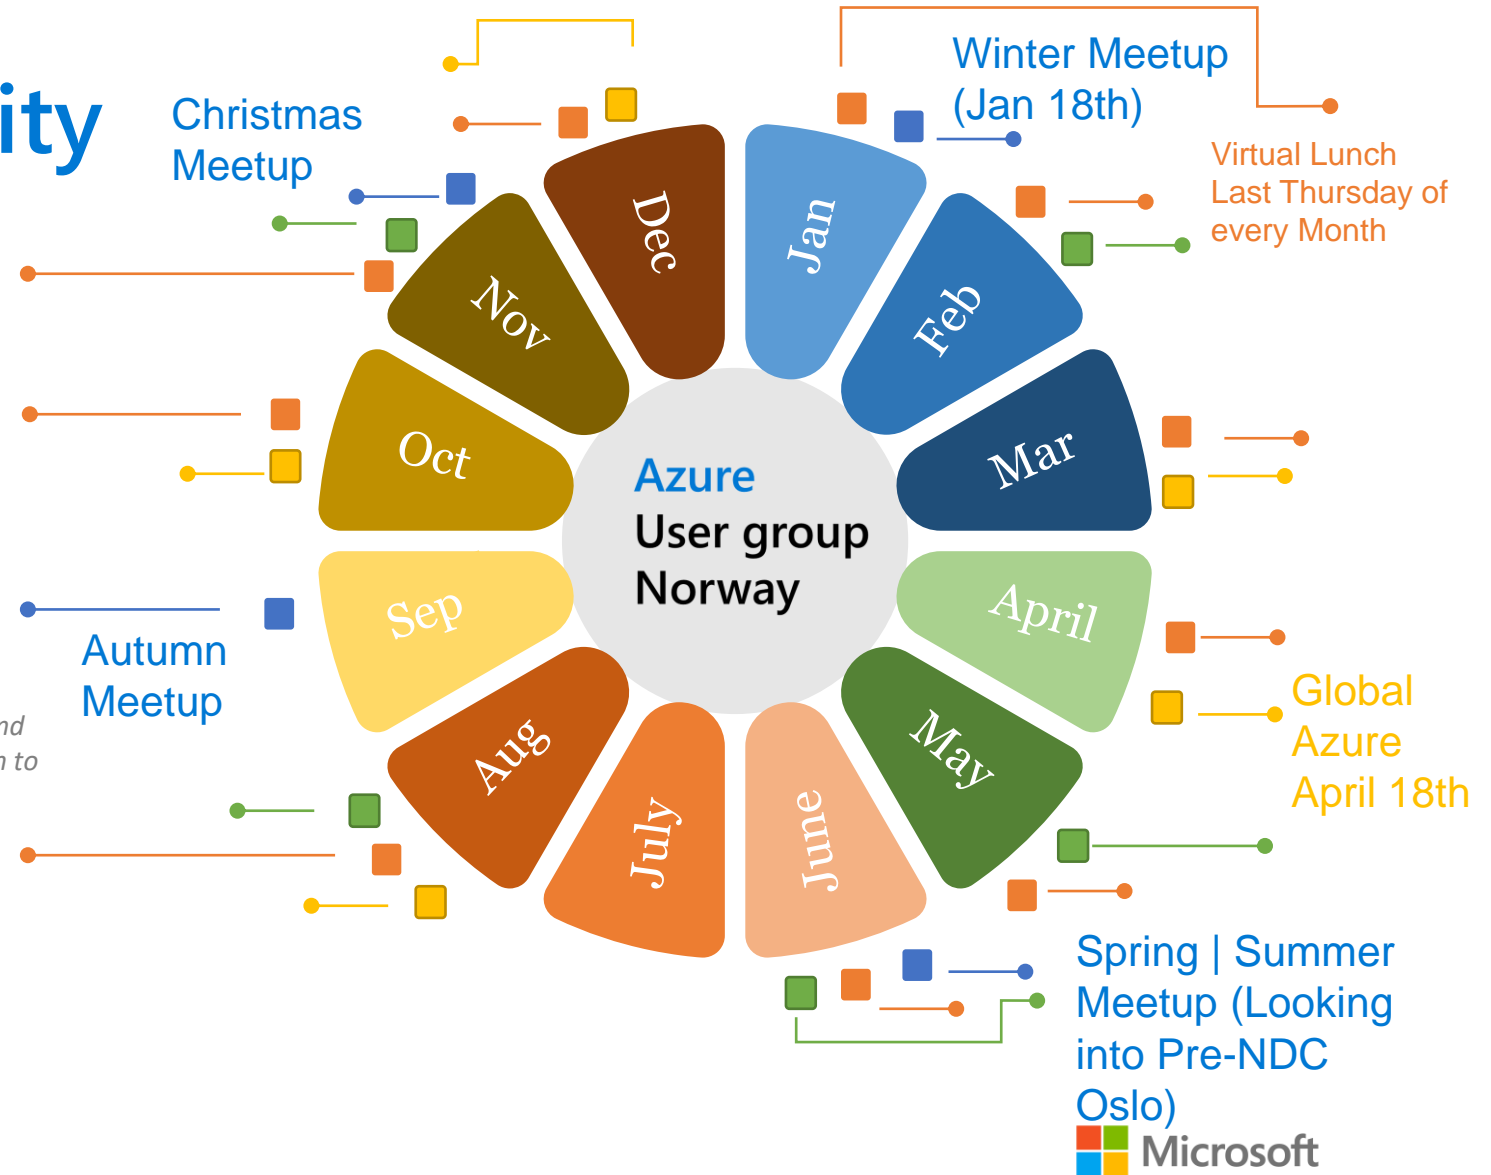 ity
Christmas
Meetup
Winter Meetup
(Jan 18th)
Virtual Lunch
Last Thursday of
every Month
Dec
Jan
Nov
Feb
Oct
Mar
Azure
User group
Norway
Sep
April
Autumn
Meetup
Global
Azure
April 18th
nd
n to
Aug
May
July
June
Spring | Summer
Meetup (Looking
into Pre-NDC
Oslo)
Microsoft